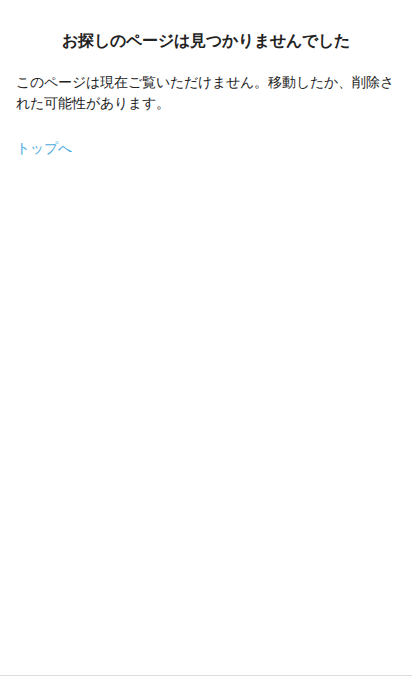 お探しのページは見つかりませんでした
このページは現在ご覧いただけません。移動したか、削除さ
れた可能性があります。
トップへ